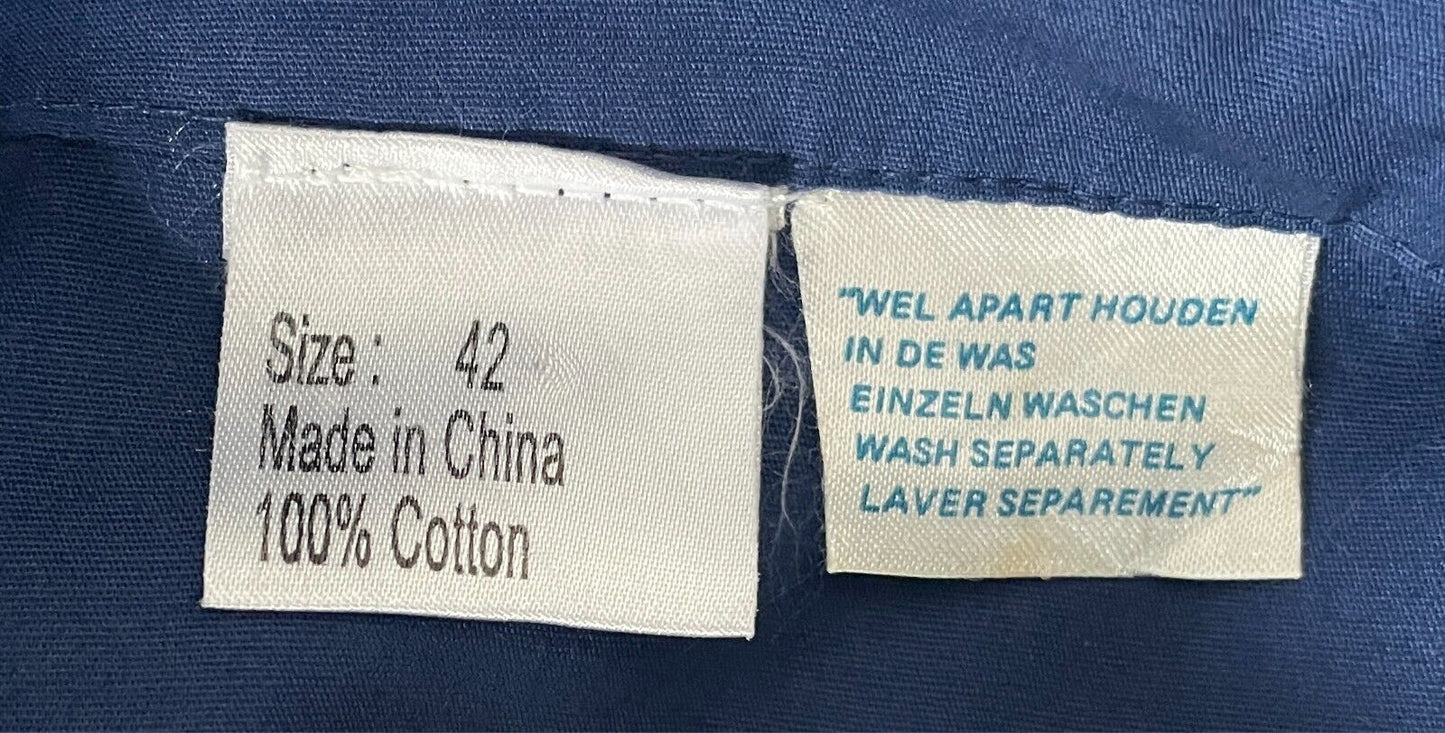 Size : 42
Made in China
100% Cotton
"WEL APART HOUDEN
IN DE WAS
EINZELN WASCHEN
WASH SEPARATELY
LAVER SEPAREMENT"